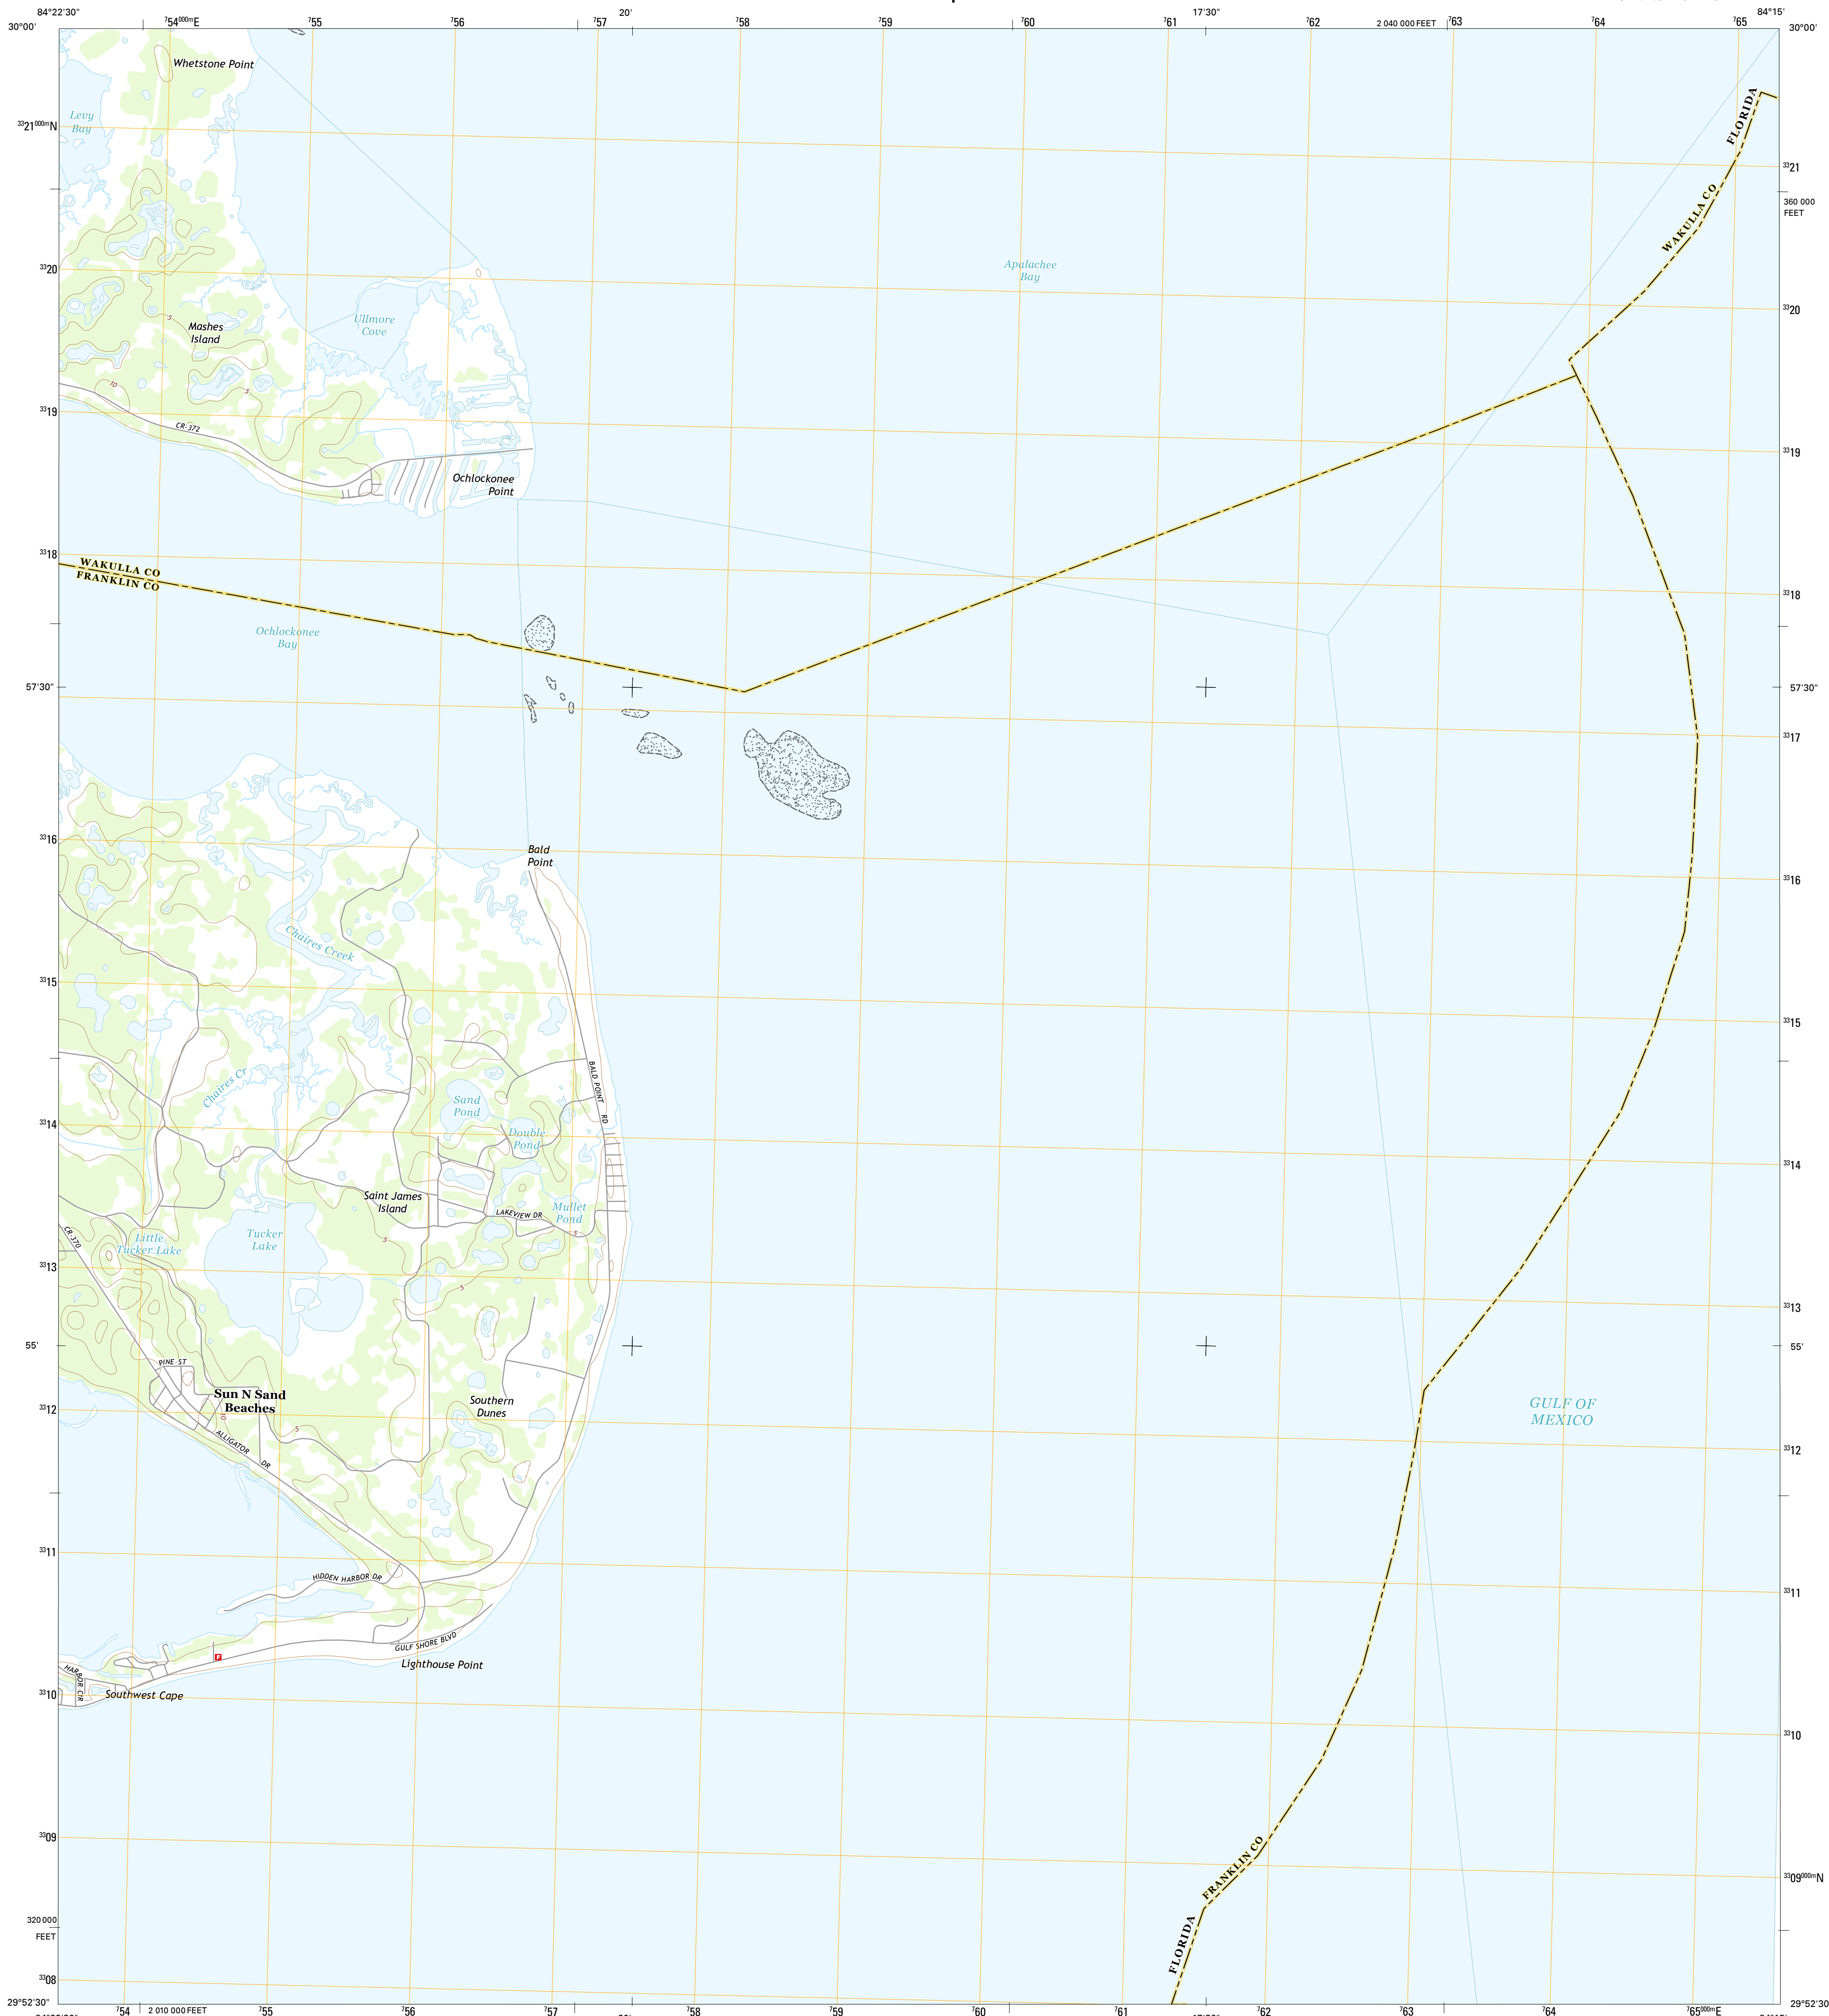 84°22'30"
754000mE
755
756
757
20'
758
759
760
761
17'30"
762
2 040 000 FEET
763
764
765
84°15'
30°00'
30°00'
Whetstone Point
Levy
Bay
FLORIDA
3321000mN
3321
WAKULLA CO
360 000
FEET
3320
Apalachee
Bay
3320
Ullmore
Cove
Mashes
Island
5
10
5
3319
CR-372
3319
Ochlockonee
Point
3318
WAKULLA CO
FRANKLIN CO
3318
Ochlockonee
Bay
57'30"
57'30"
3317
3316
Bald
Point
3316
Chaires Creek
3315
3315
BALD POINT RD
Chaires Cr
Sand
Pond
3314
Double
Pond
3314
Saint James
Island
Mullet
Pond
LAKEVIEW DR
CR-370
Little
Tucker Lake
Tucker
Lake
5
5
3313
5
3313
55'
55'
PINE ST
Sun N Sand
Beaches
Southern
Dunes
GULF OF
MEXICO
3312
10
5
3312
ALLIGATOR DR
3311
HIDDEN HARBOR DR
3311
GULF SHORE BLVD
F
Lighthouse Point
HARBOR CIR
Southwest Cape
3310
3310
3309
FRANKLIN CO
3309000mN
320 000
FEET
FLORIDA
3308
29°52'30"
29°52'30
754
2 010 000 FEET
755
756
757
758
759
760
761
762
763
764
765000mE